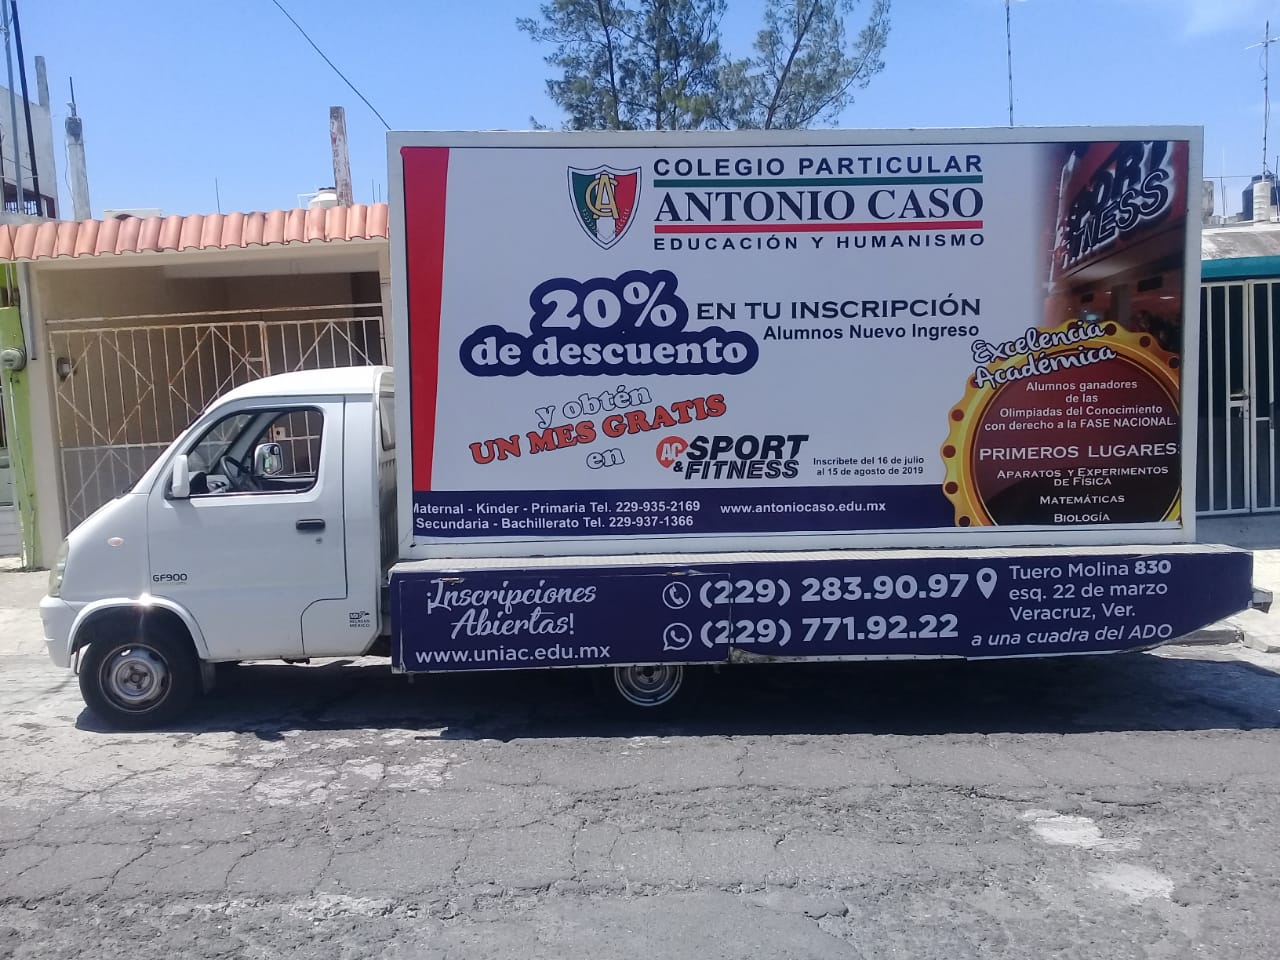 COLEGIO PARTICULAR
ANTONIO CASO
EDUCACIÓN Y HUMANISMO
20%
de descuento
EN TU INSCRIPCIÓN
Alumnos Nuevo Ingreso
y obtén
UN MES GRATIS
en
AC SPORT
& FITNESS
Inscribete del 16 de julio
al 15 de agosto de 2019
Excelencia
Académica
Alumnos ganadores
de las
Olimpiadas del Conocimiento
con derecho a la FASE NACIONAL.
PRIMEROS LUGARES
APARATOS Y EXPERIMENTOS
DE FÍSICA
MATEMÁTICAS
BIOLOGÍA
Maternal - Kinder - Primaria Tel. 229-935-2169
Secundaria - Bachillerato Tel. 229-937-1366
www.antoniocaso.edu.mx
¡Inscripciones
Abiertas!
www.uniac.edu.mx
(229) 283.90.97
(229) 771.92.22
Tuero Molina 830
esq. 22 de marzo
Veracruz, Ver.
a una cuadra del ADO
GF900